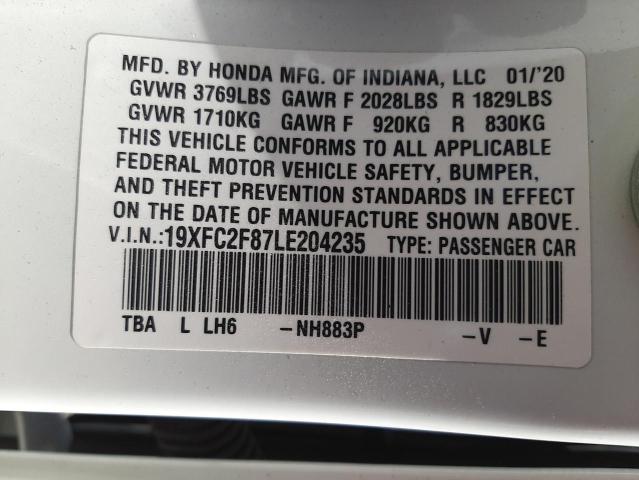 MFD. BY HONDA MFG. OF INDIANA, LLC 01/'20
GVWR 3769LBS GAWR F 2028LBS R 1829LBS
GVWR 1710KG GAWR F 920KG R 830KG
THIS VEHICLE CONFORMS TO ALL APPLICABLE
FEDERAL MOTOR VEHICLE SAFETY, BUMPER,
AND THEFT PREVENTION STANDARDS IN EFFECT
ON THE DATE OF MANUFACTURE SHOWN ABOVE.
V.I.N.:19XFC2F87LE204235 TYPE: PASSENGER CAR
TBA L LH6 -NH883P -V -E